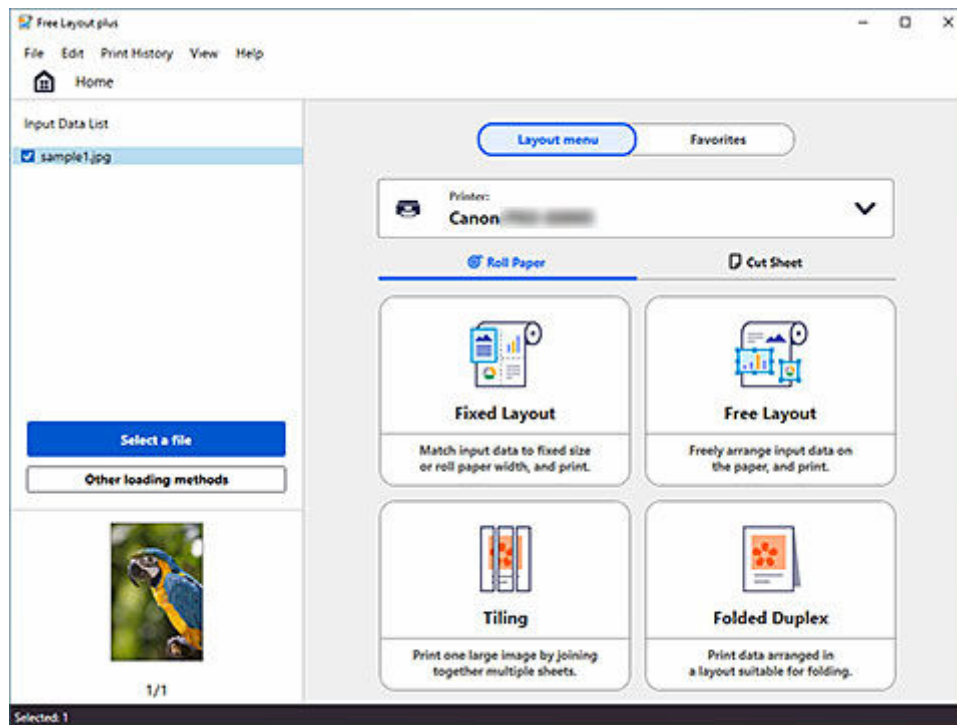 Free Layout plus
File Edit Print History View Help
Home
Input Data List
sample1.jpg
Select a file
Other loading methods
1/1
Selected: 1
Layout menu Favorites
Printer:
Canon
Roll Paper Cut Sheet
Fixed Layout
Match input data to fixed size
or roll paper width, and print.
Free Layout
Freely arrange input data on
the paper, and print.
Tiling
Print one large image by joining
together multiple sheets.
Folded Duplex
Print data arranged in
a layout suitable for folding.